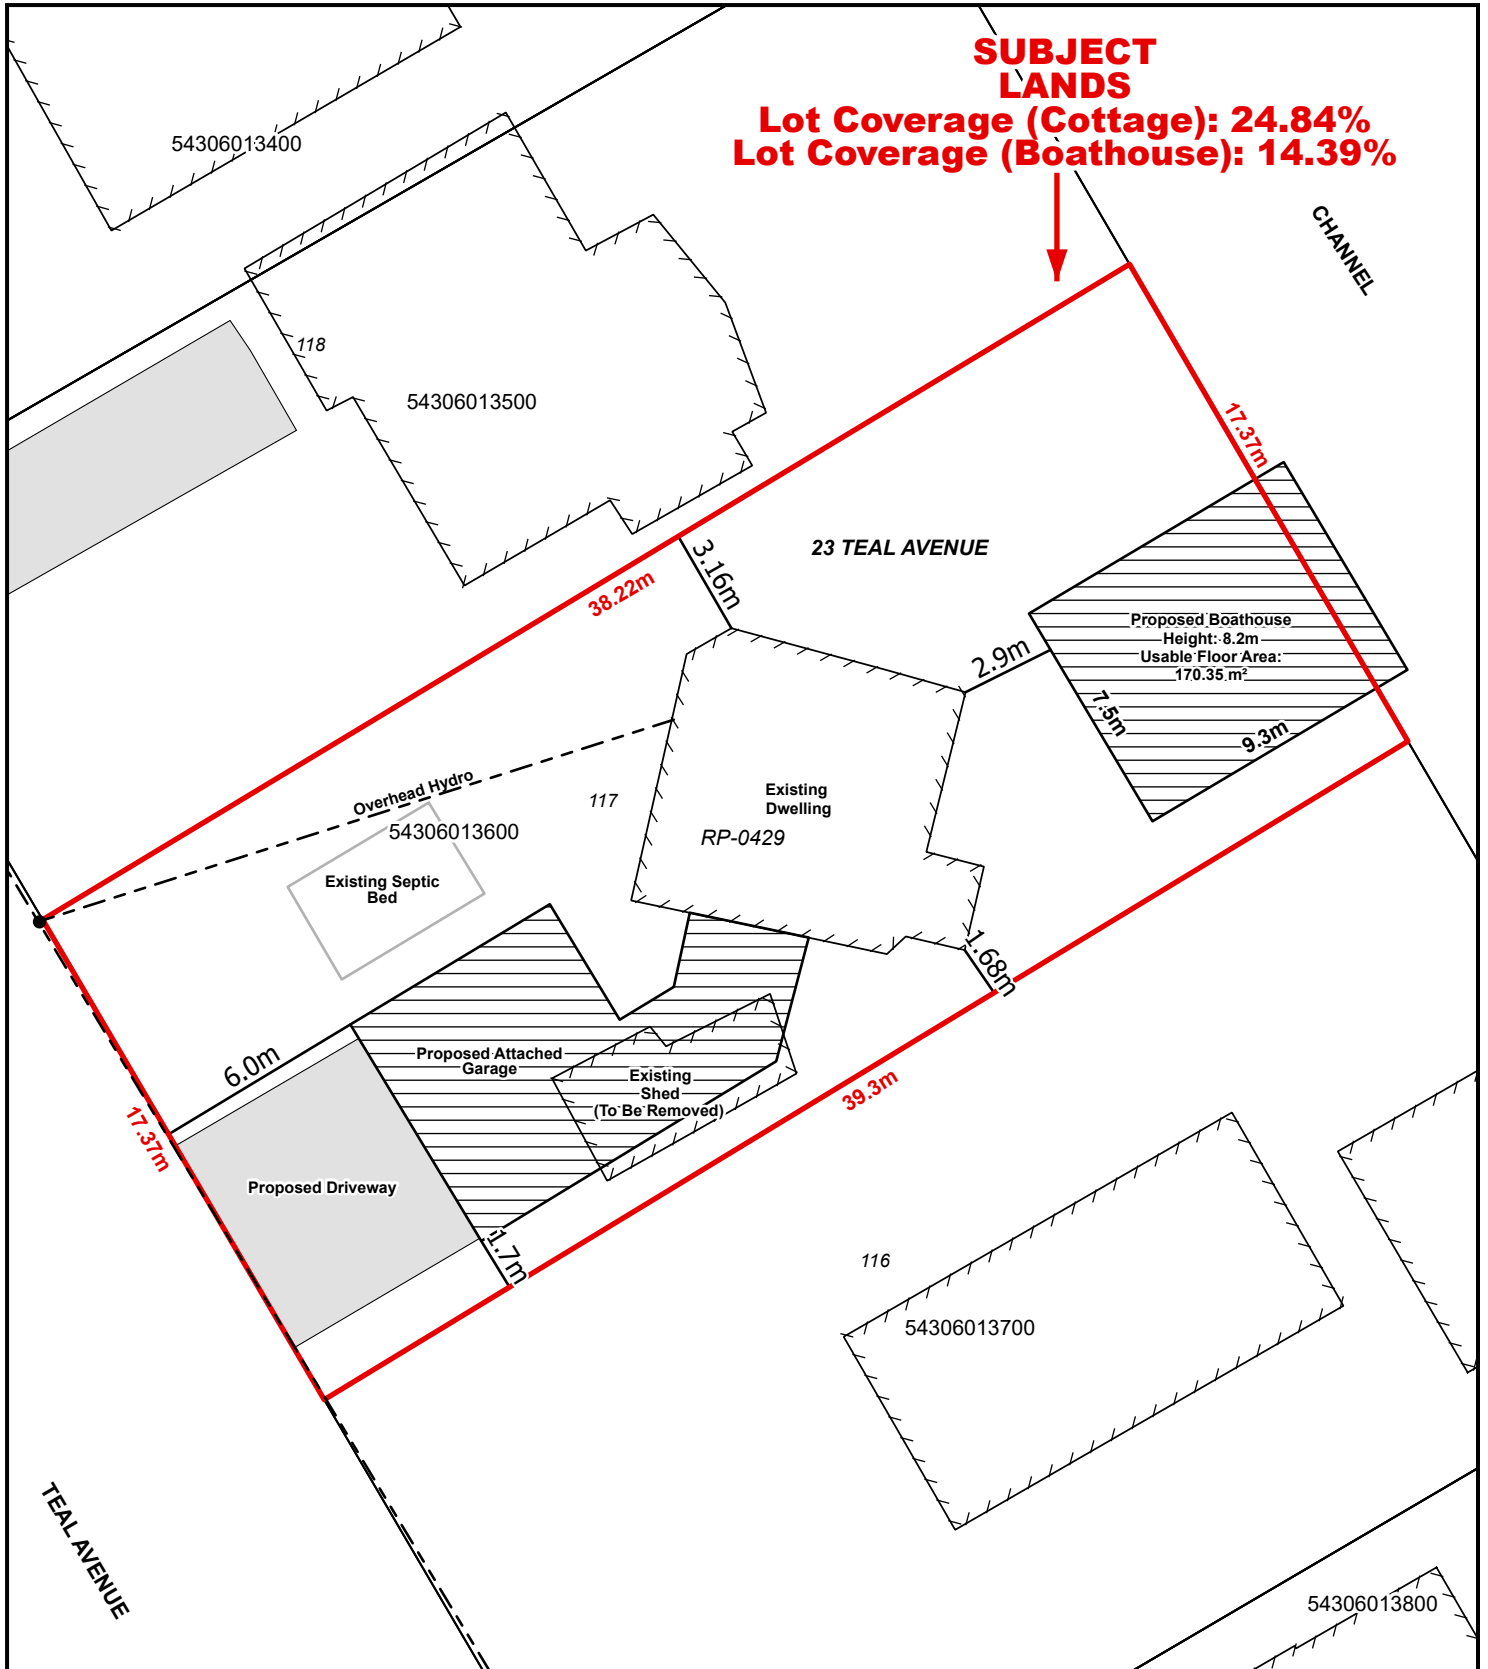 SUBJECT
LANDS
Lot Coverage (Cottage): 24.84%
Lot Coverage (Boathouse): 14.39%
54306013400
CHANNEL
118
54306013500
17.37m
23 TEAL AVENUE
3.16m
38.22m
Proposed Boathouse
Height: 8.2m
Usable Floor Area:
170.35 m²
2.9m
7.5m
9.3m
Overhead Hydro
117
Existing
Dwelling
54306013600
RP-0429
Existing Septic
Bed
1.68m
6.0m
Proposed Attached
Garage
Existing
Shed
(To Be Removed)
39.3m
17.37m
Proposed Driveway
1.7m
116
54306013700
TEAL AVENUE
54306013800